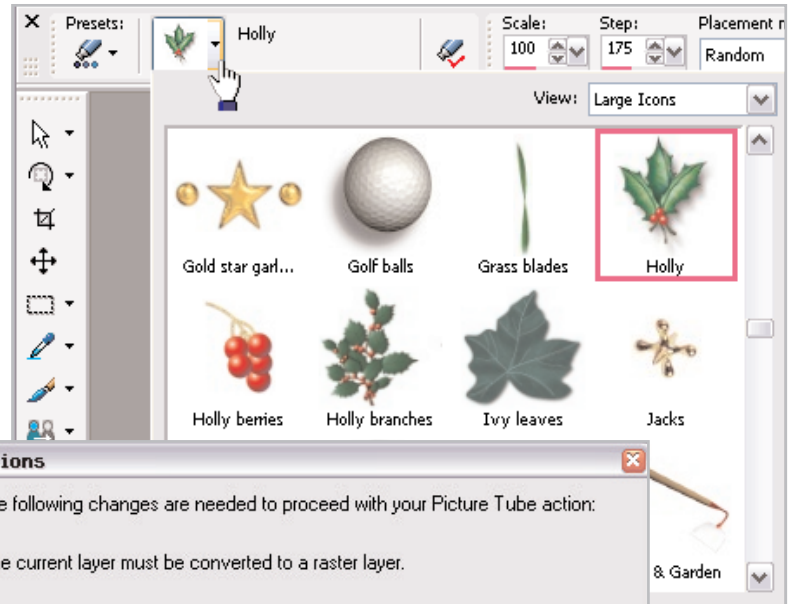 Presets:
Holly
Scale:
Step:
Placement
100
175
Random
View:
Large Icons
Gold star garl...
Golf balls
Grass blades
Holly
Holly berries
Holly branches
Ivy leaves
Jacks
& Garden
following changes are needed to proceed with your Picture Tube action:
current layer must be converted to a raster layer.